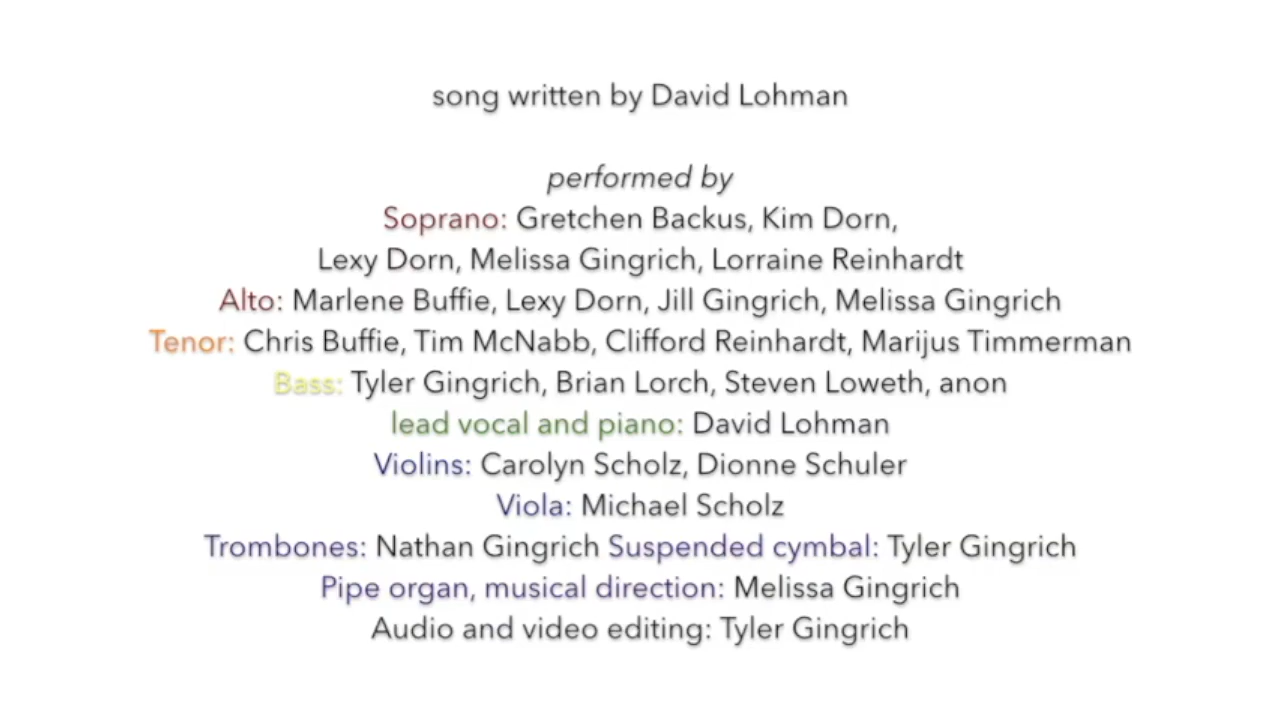 song written by David Lohman
performed by
Soprano: Gretchen Backus, Kim Dorn,
Lexy Dorn, Melissa Gingrich, Lorraine Reinhardt
Alto: Marlene Buffie, Lexy Dorn, Jill Gingrich, Melissa Gingrich
Tenor: Chris Buffie, Tim McNabb, Clifford Reinhardt, Marijus Timmerman
Bass: Tyler Gingrich, Brian Lorch, Steven Loweth, anon
lead vocal and piano: David Lohman
Violins: Carolyn Scholz, Dionne Schuler
Viola: Michael Scholz
Trombones: Nathan Gingrich Suspended cymbal: Tyler Gingrich
Pipe organ, musical direction: Melissa Gingrich
Audio and video editing: Tyler Gingrich